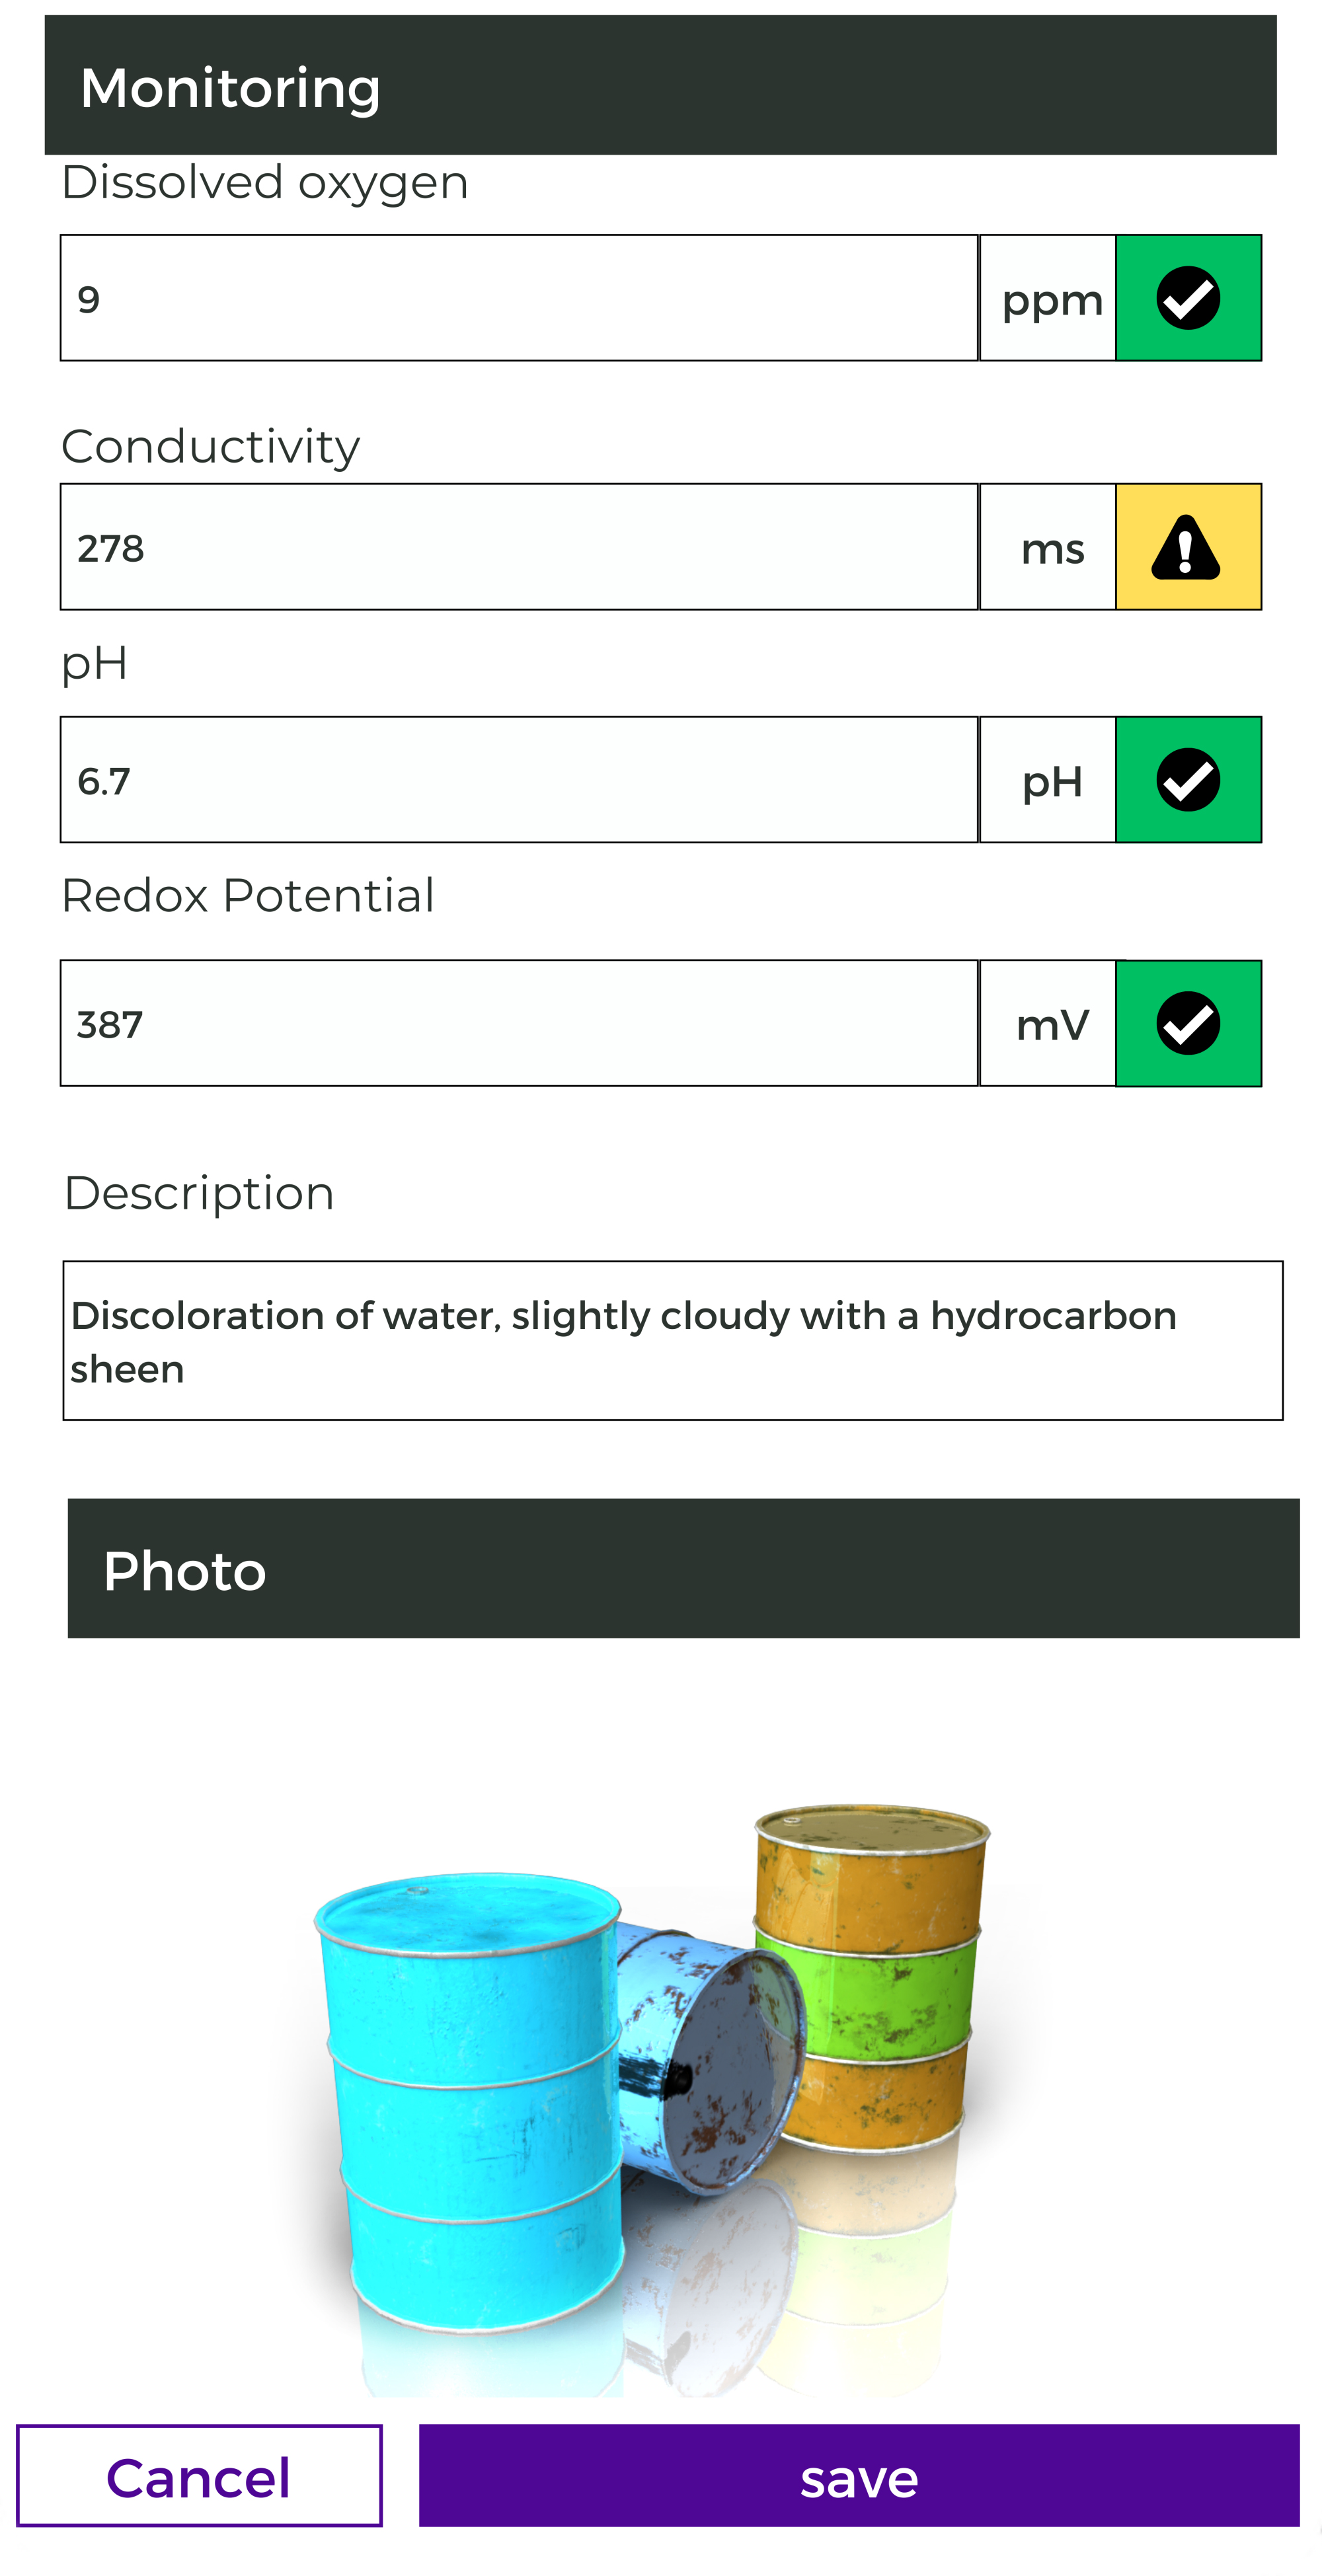 Monitoring
Dissolved oxygen
9 ppm
Conductivity
278 ms
pH
6.7 pH
Redox Potential
387 mV
Description
Discoloration of water, slightly cloudy with a hydrocarbon
sheen
Photo
Cancel save